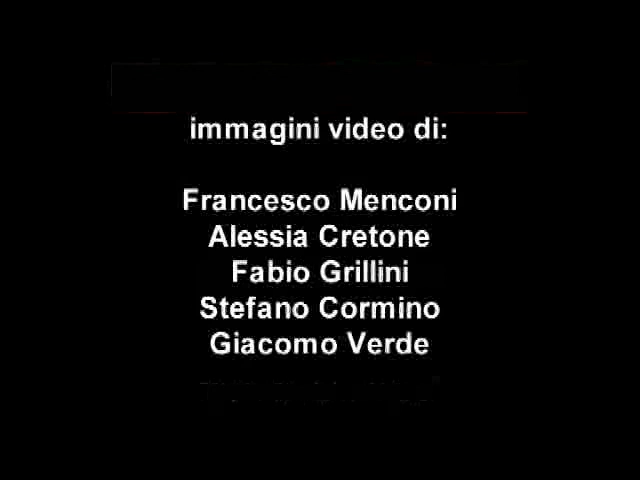 immagini video di:
Francesco Menconi
Alessia Cretone
Fabio Grillini
Stefano Cormino
Giacomo Verde